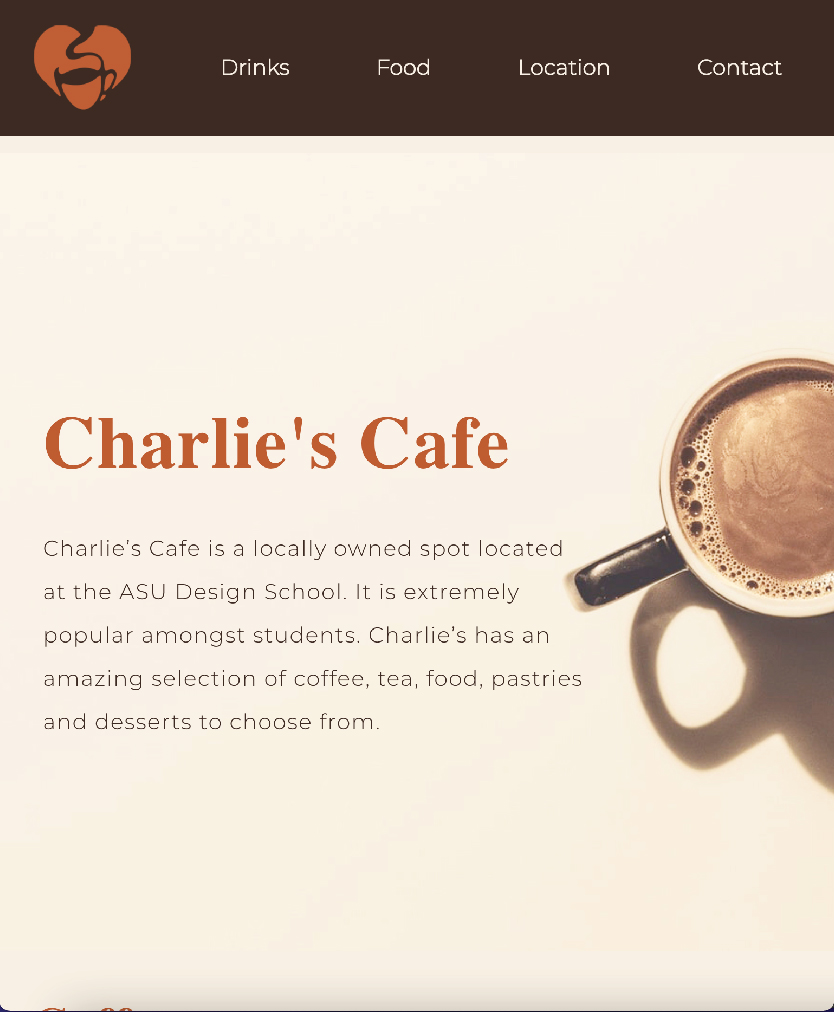 Drinks Food Location Contact
Charlie's Cafe
Charlie’s Cafe is a locally owned spot located
at the ASU Design School. It is extremely
popular amongst students. Charlie’s has an
amazing selection of coffee, tea, food, pastries
and desserts to choose from.